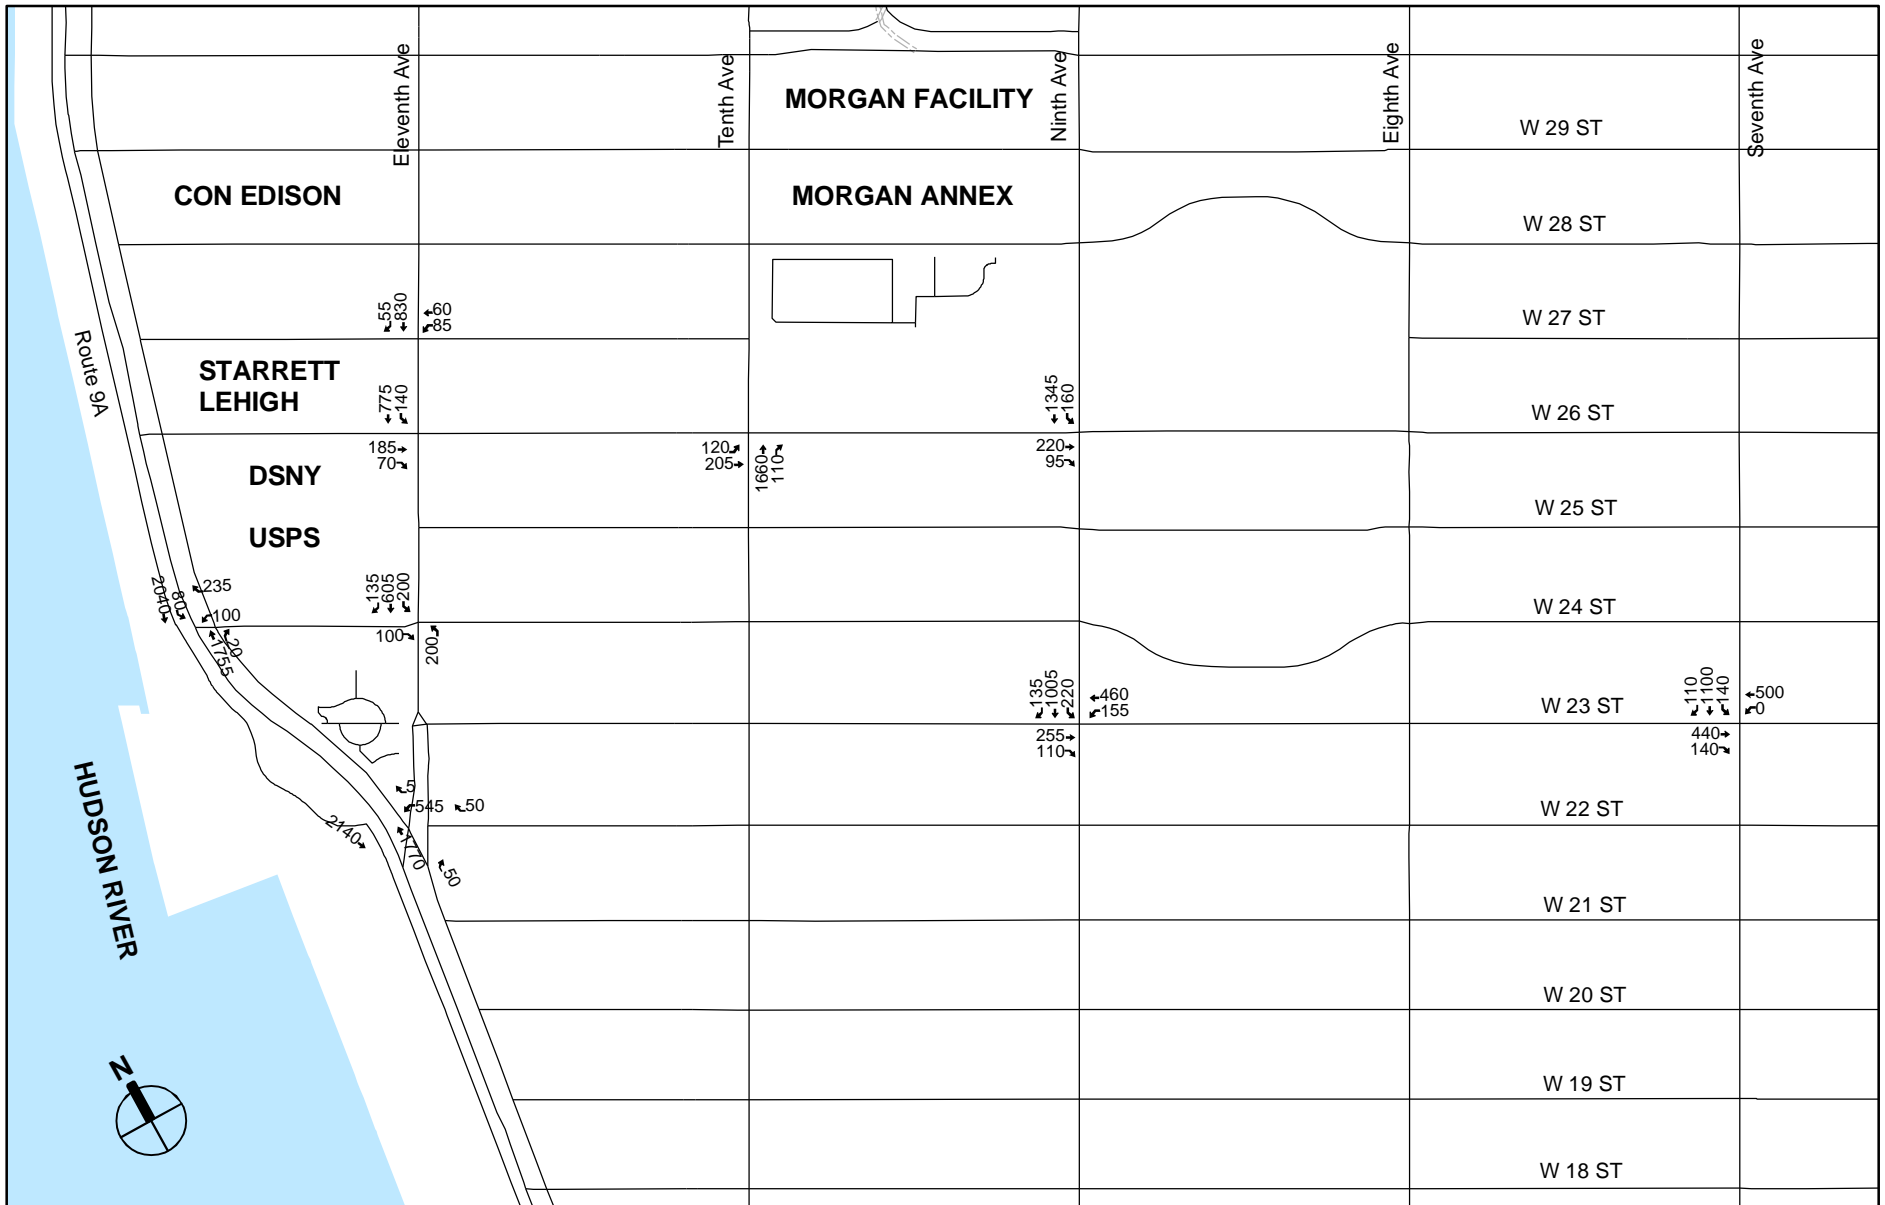 Eleventh Ave
Tenth Ave
Ninth Ave
Eighth Ave
Seventh Ave
MORGAN FACILITY
W 29 ST
CON EDISON
MORGAN ANNEX
W 28 ST
55
830
60
85
W 27 ST
Route 9A
STARRETT
LEHIGH
775
140
1345
160
W 26 ST
185
70
120
205
1660
110
220
95
DSNY
W 25 ST
USPS
2040
80
235
100
135
605
200
W 24 ST
1755
20
100
200
135
1005
220
460
155
W 23 ST
110
1100
140
500
0
255
110
440
140
HUDSON RIVER
5
545
50
W 22 ST
2140
1770
50
W 21 ST
W 20 ST
N
W 19 ST
W 18 ST